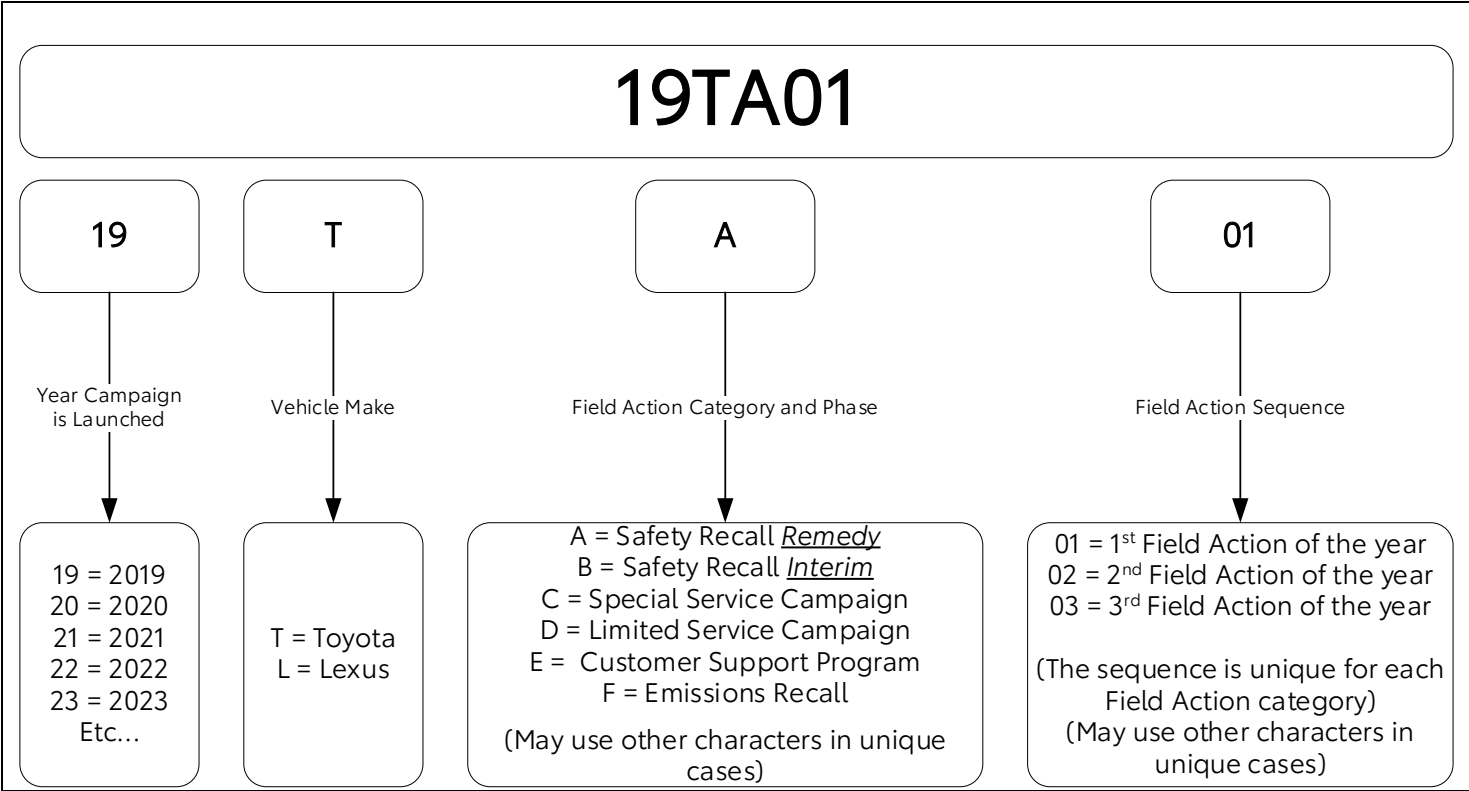 19TA01
19
T
A
01
Year Campaign
is Launched
Vehicle Make
Field Action Category and Phase
Field Action Sequence
19 = 2019
20 = 2020
21 = 2021
22 = 2022
23 = 2023
Etc...
T = Toyota
L = Lexus
A = Safety Recall Remedy
B = Safety Recall Interim
C = Special Service Campaign
D = Limited Service Campaign
E =  Customer Support Program
F = Emissions Recall
(May use other characters in unique
cases)
01 = 1st Field Action of the year
02 = 2nd Field Action of the year
03 = 3rd Field Action of the year
(The sequence is unique for each
Field Action category)
(May use other characters in
unique cases)